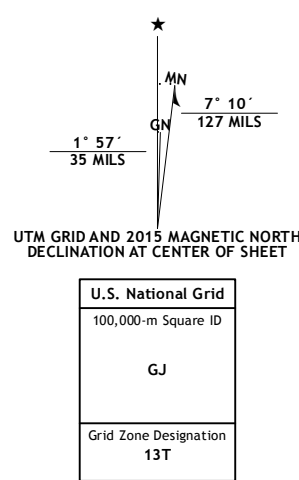 ★
MN
GN
7° 10´
127 MILS
1° 57´
35 MILS
UTM GRID AND 2015 MAGNETIC NORTH
DECLINATION AT CENTER OF SHEET
U.S. National Grid
100,000-m Square ID
GJ
Grid Zone Designation
13T